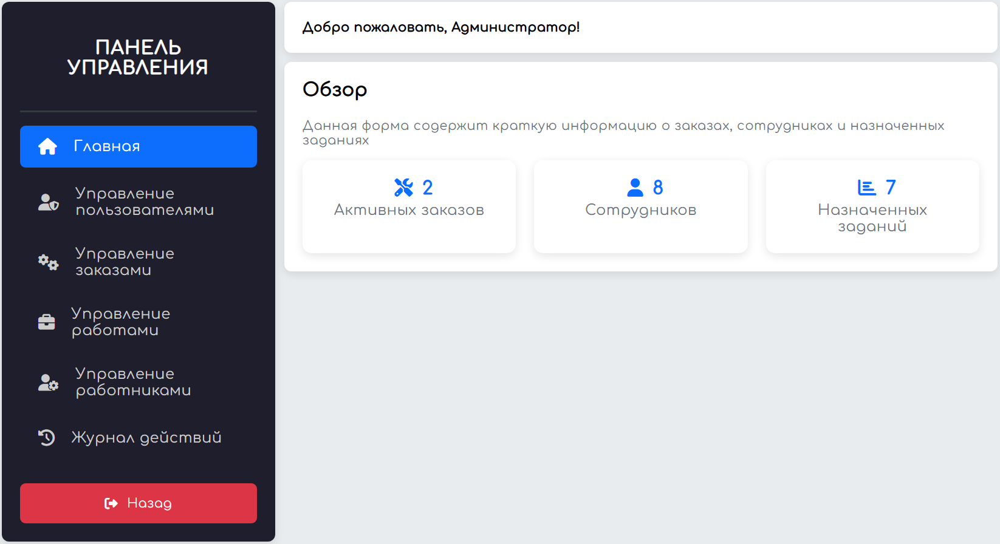 ПАНЕЛЬ
УПРАВЛЕНИЯ
Главная
Управление
пользователями
Управление
заказами
Управление
работами
Управление
работниками
Журнал действий
Назад
Добро пожаловать, Администратор!
Обзор
Данная форма содержит краткую информацию о заказах, сотрудниках и назначенных
заданиях
2
Активных заказов
8
Сотрудников
7
Назначенных
заданий